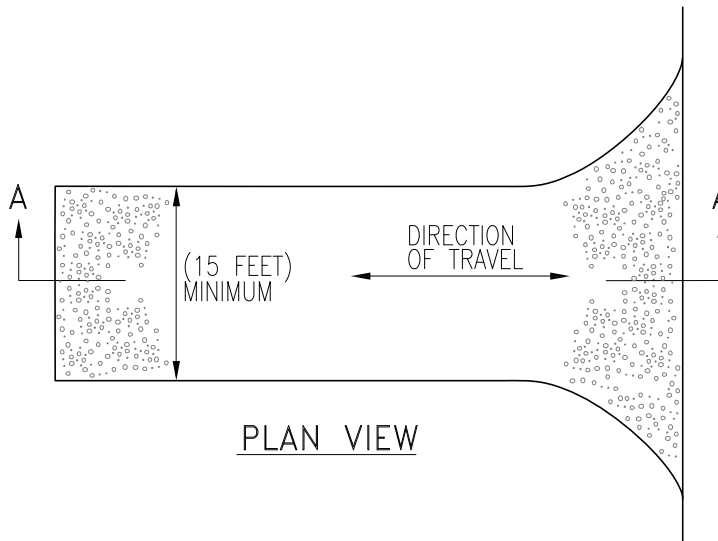 A
A
DIRECTION
OF TRAVEL
(15 FEET)
MINIMUM
PLAN VIEW